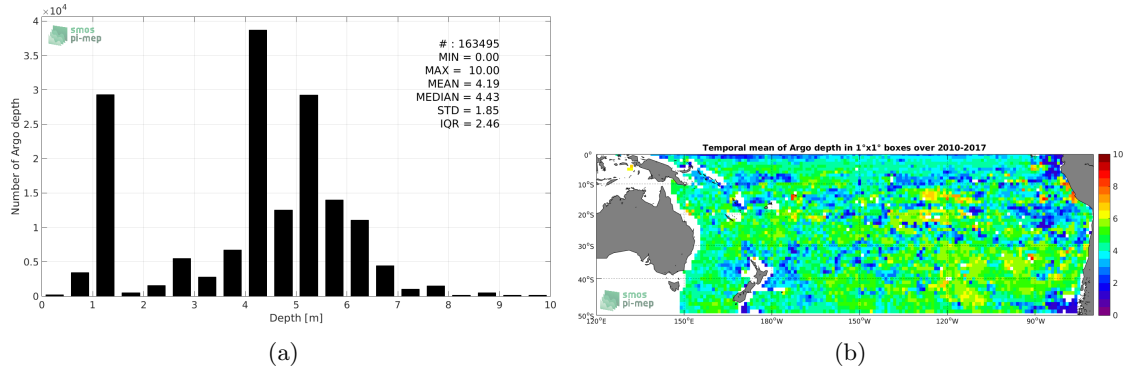 ×10⁴
smos
pi-mep
# : 163495
MIN = 0.00
MAX = 10.00
MEAN = 4.19
MEDIAN = 4.43
STD = 1.85
IQR = 2.46
Number of Argo depth
4
3.5
3
2.5
2
1.5
1
0.5
0
0 1 2 3 4 5 6 7 8 9 10
Depth [m]
(a)
Temporal mean of Argo depth in 1°x1° boxes over 2010-2017
0°
10°S
20°S
30°S
40°S
50°S
120°E 150°E 180°W 150°W 120°W 90°W
smos
pi-mep
10
8
6
4
2
0
(b)